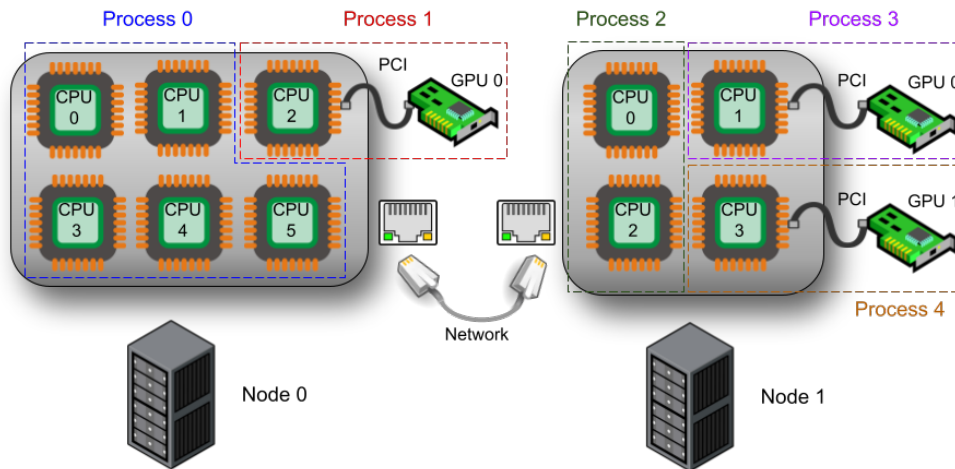 Process 0
Process 1
Process 2
Process 3
CPU
0
CPU
1
CPU
2
PCI
GPU 0
CPU
0
CPU
1
PCI
GPU 0
CPU
3
CPU
4
CPU
5
CPU
2
CPU
3
PCI
GPU 1
Process 4
Network
Node 0
Node 1